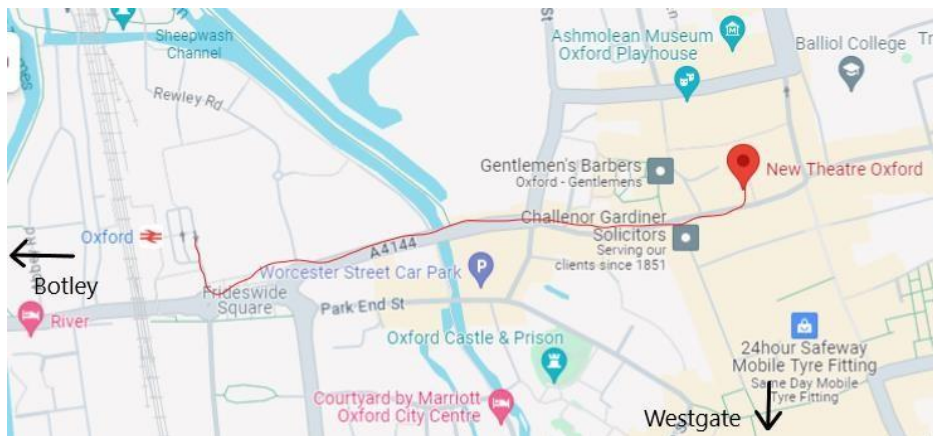 Sheepwash
Channel
Rewley Rd
Ashmolean Museum
Oxford Playhouse
Balliol College
St
Gentlemen's Barbers
Oxford - Gentlemens
New Theatre Oxford
Challenor Gardiner
Solicitors
Serving our
clients since 1851
Oxford
A4144
Botley
Worcester Street Car Park
P
Frideswide
Square
Park End St
River
Oxford Castle & Prison
24hour Safeway
Mobile Tyre Fitting
Same Day Mobile
Tyre Fitting
Courtyard by Marriott
Oxford City Centre
Westgate